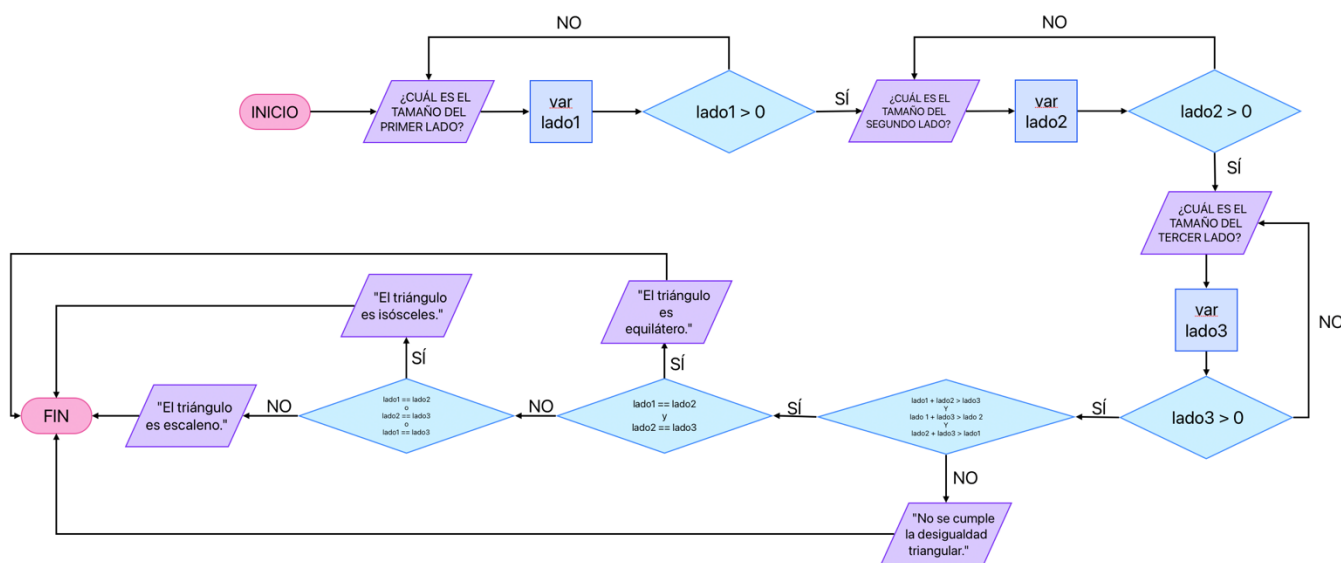 NO
NO
INICIO
¿CUÁL ES EL
TAMAÑO DEL
PRIMER LADO?
var
lado1
lado1 > 0
SÍ
¿CUÁL ES EL
TAMAÑO DEL
SEGUNDO LADO?
var
lado2
lado2 > 0
SÍ
¿CUÁL ES EL
TAMAÑO DEL
TERCER LADO?
var
lado3
NO
lado3 > 0
SÍ
lado1 + lado2 > lado3
Y
lado 1 + lado3 > lado 2
Y
lado2 + lado3 > lado1
NO
"No se cumple
la desigualdad
triangular."
SÍ
lado1 == lado2
y
lado2 == lado3
SÍ
"El triángulo
es
equilátero."
NO
lado1 == lado2
o
lado2 == lado3
o
lado1 == lado3
SÍ
"El triángulo
es isósceles."
NO
"El triángulo
es escaleno."
FIN